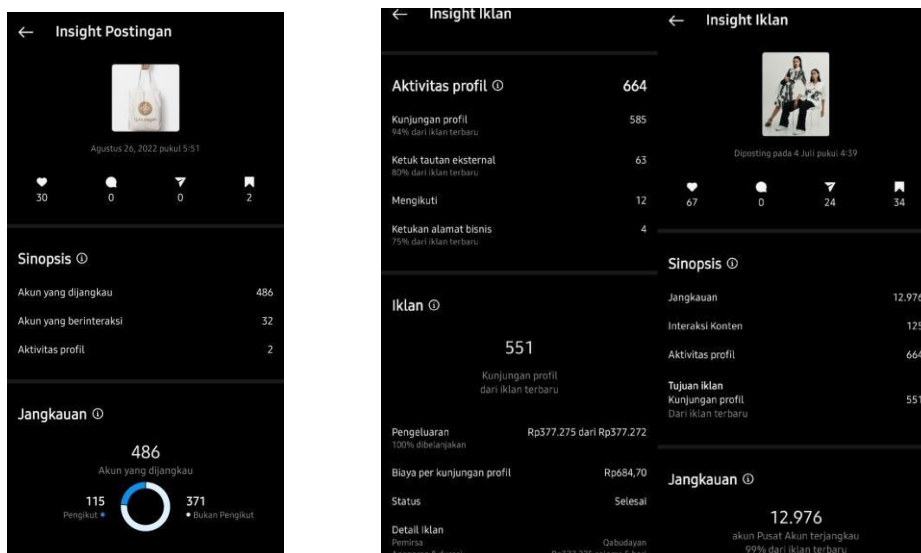 Insight Postingan
Agustus 26, 2022 pukul 5:51
30 0 0 2
Sinopsis
Akun yang dijangkau 486
Akun yang berinteraksi 32
Aktivitas profil 2
Jangkauan
486
Akun yang dijangkau
115 371
Pengikut Bukan Pengikut
Insight Iklan
Aktivitas profil 664
Kunjungan profil 585
94% dari iklan terbaru
Ketuk tautan eksternal 63
80% dari iklan terbaru
Mengikuti 12
Ketukan alamat bisnis 4
75% dari iklan terbaru
Iklan
551
Kunjungan profil
dari iklan terbaru
Pengeluaran Rp377.275 dari Rp377.272
100% dibelanjakan
Biaya per kunjungan profil Rp684,70
Status Selesai
Detail Iklan
Pemirsa Qabudayan
Insight Iklan
Diposting pada 4 Juli pukul 4:39
67 0 24 34
Sinopsis
Jangkauan 12.976
Interaksi Konten 125
Aktivitas profil 664
Tujuan iklan
Kunjungan profil 551
Dari iklan terbaru
Jangkauan
12.976
akun Pusat Akun terjangkau
99% dari iklan terbaru